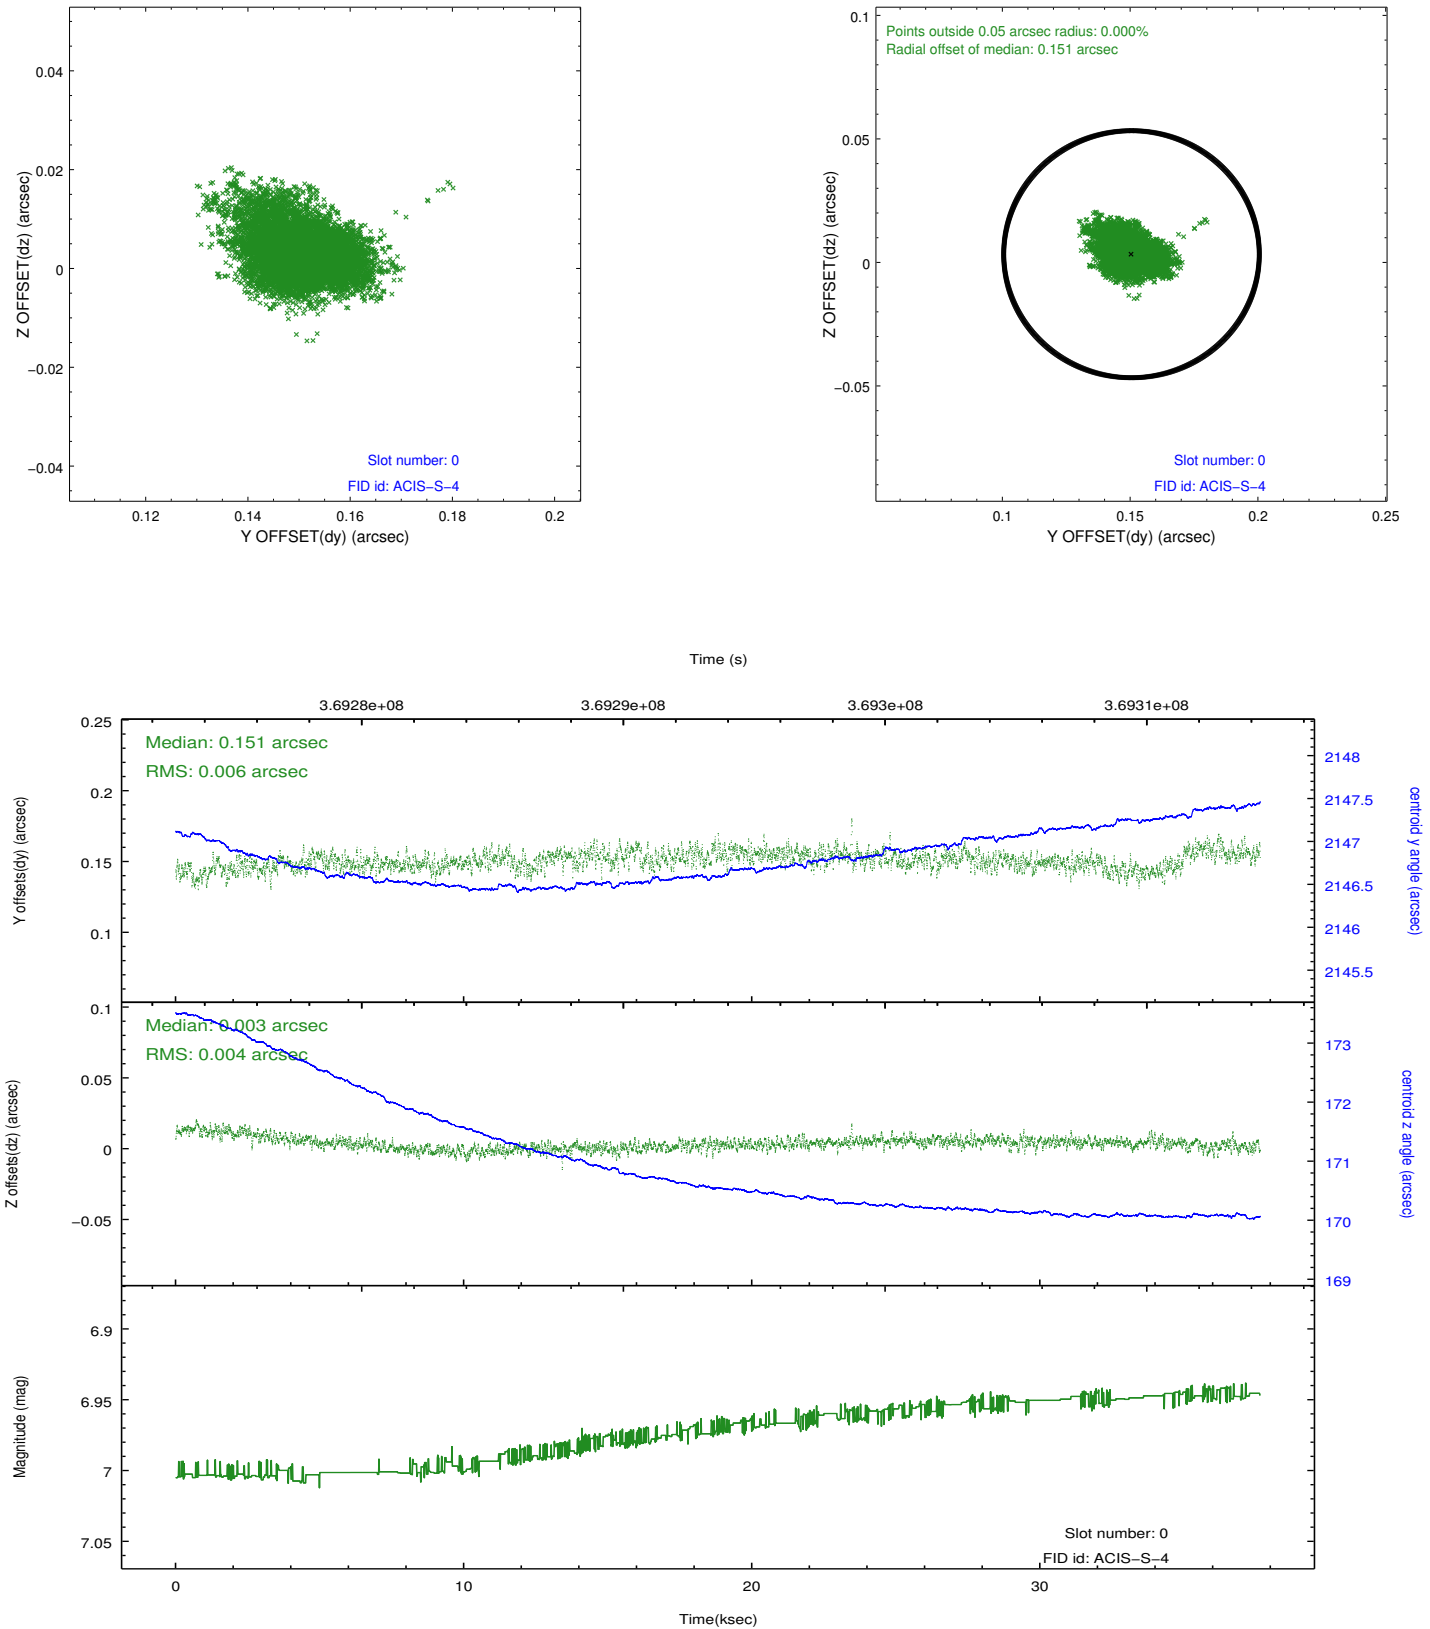 0.04
0.02
0
−0.02
−0.04
Z OFFSET(dz) (arcsec)
Slot number: 0
FID id: ACIS−S−4
0.12 0.14 0.16 0.18 0.2
Y OFFSET(dy) (arcsec)
0.1
0.05
0
−0.05
Z OFFSET(dz) (arcsec)
Points outside 0.05 arcsec radius: 0.000%
Radial offset of median: 0.151 arcsec
Slot number: 0
FID id: ACIS−S−4
0.1 0.15 0.2 0.25
Y OFFSET(dy) (arcsec)
Time (s)
3.6928e+08 3.6929e+08 3.693e+08 3.6931e+08
0.25
0.2
0.15
0.1
Y offsets(dy) (arcsec)
Median: 0.151 arcsec
RMS: 0.006 arcsec
2148
2147.5
2147
2146.5
2146
2145.5
centroid y angle (arcsec)
0.1
0.05
0
−0.05
Z offsets(dz) (arcsec)
Median: 0.003 arcsec
RMS: 0.004 arcsec
173
172
171
170
169
centroid z angle (arcsec)
6.9
6.95
7
7.05
Magnitude (mag)
Slot number: 0
FID id: ACIS−S−4
0 10 20 30
Time(ksec)